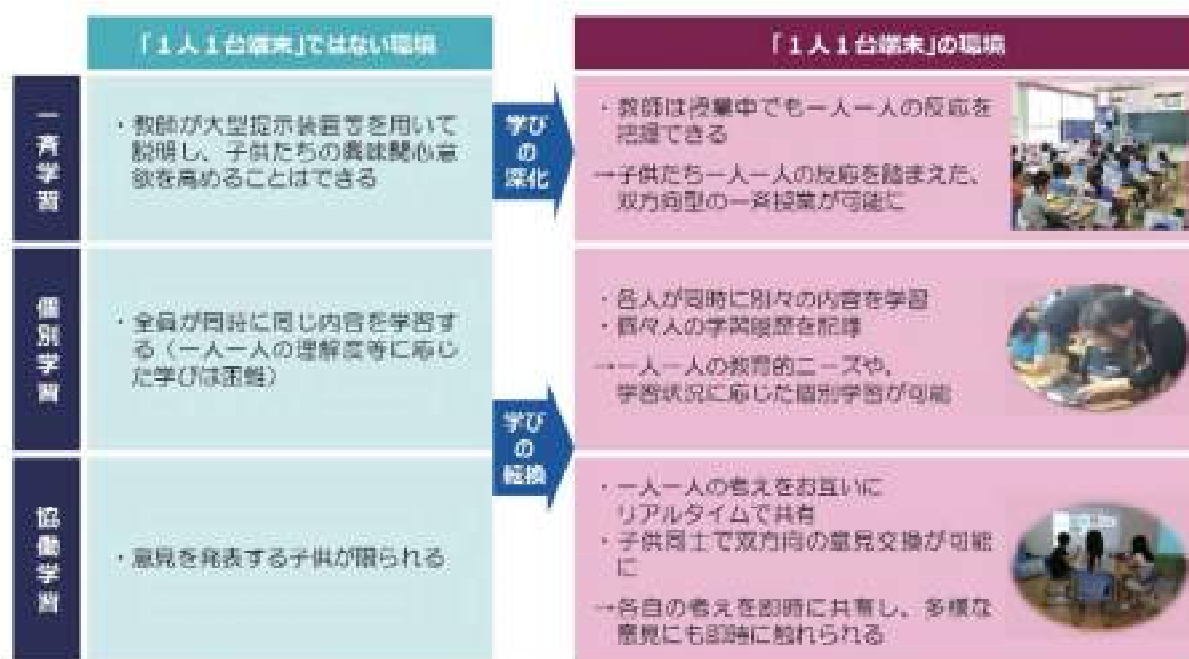 「１人１台端末」ではない環境
「１人１台端末」の環境
一斉学習
・教師が大型提示装置等を用いて
説明し、子供たちの興味関心意
欲を高めることはできる
学び
の
深化
・教師は授業中でも一人一人の反応を
把握できる
→子供たち一人一人の反応を踏まえた、
双方向型の一斉授業が可能に
個別学習
・全員が同時に同じ内容を学習す
る（一人一人の理解度等に応じ
た学びは困難）
学び
の
転換
・各人が同時に別々の内容を学習
・個々人の学習履歴を記録
→一人一人の教育的ニーズや、
学習状況に応じた個別学習が可能
協働学習
・意見を発表する子供が限られる
・一人一人の考えをお互いに
リアルタイムで共有
・子供同士で双方向の意見交換が可能
に
→各自の考えを即時に共有し、多様な
意見にも即時に触れられる